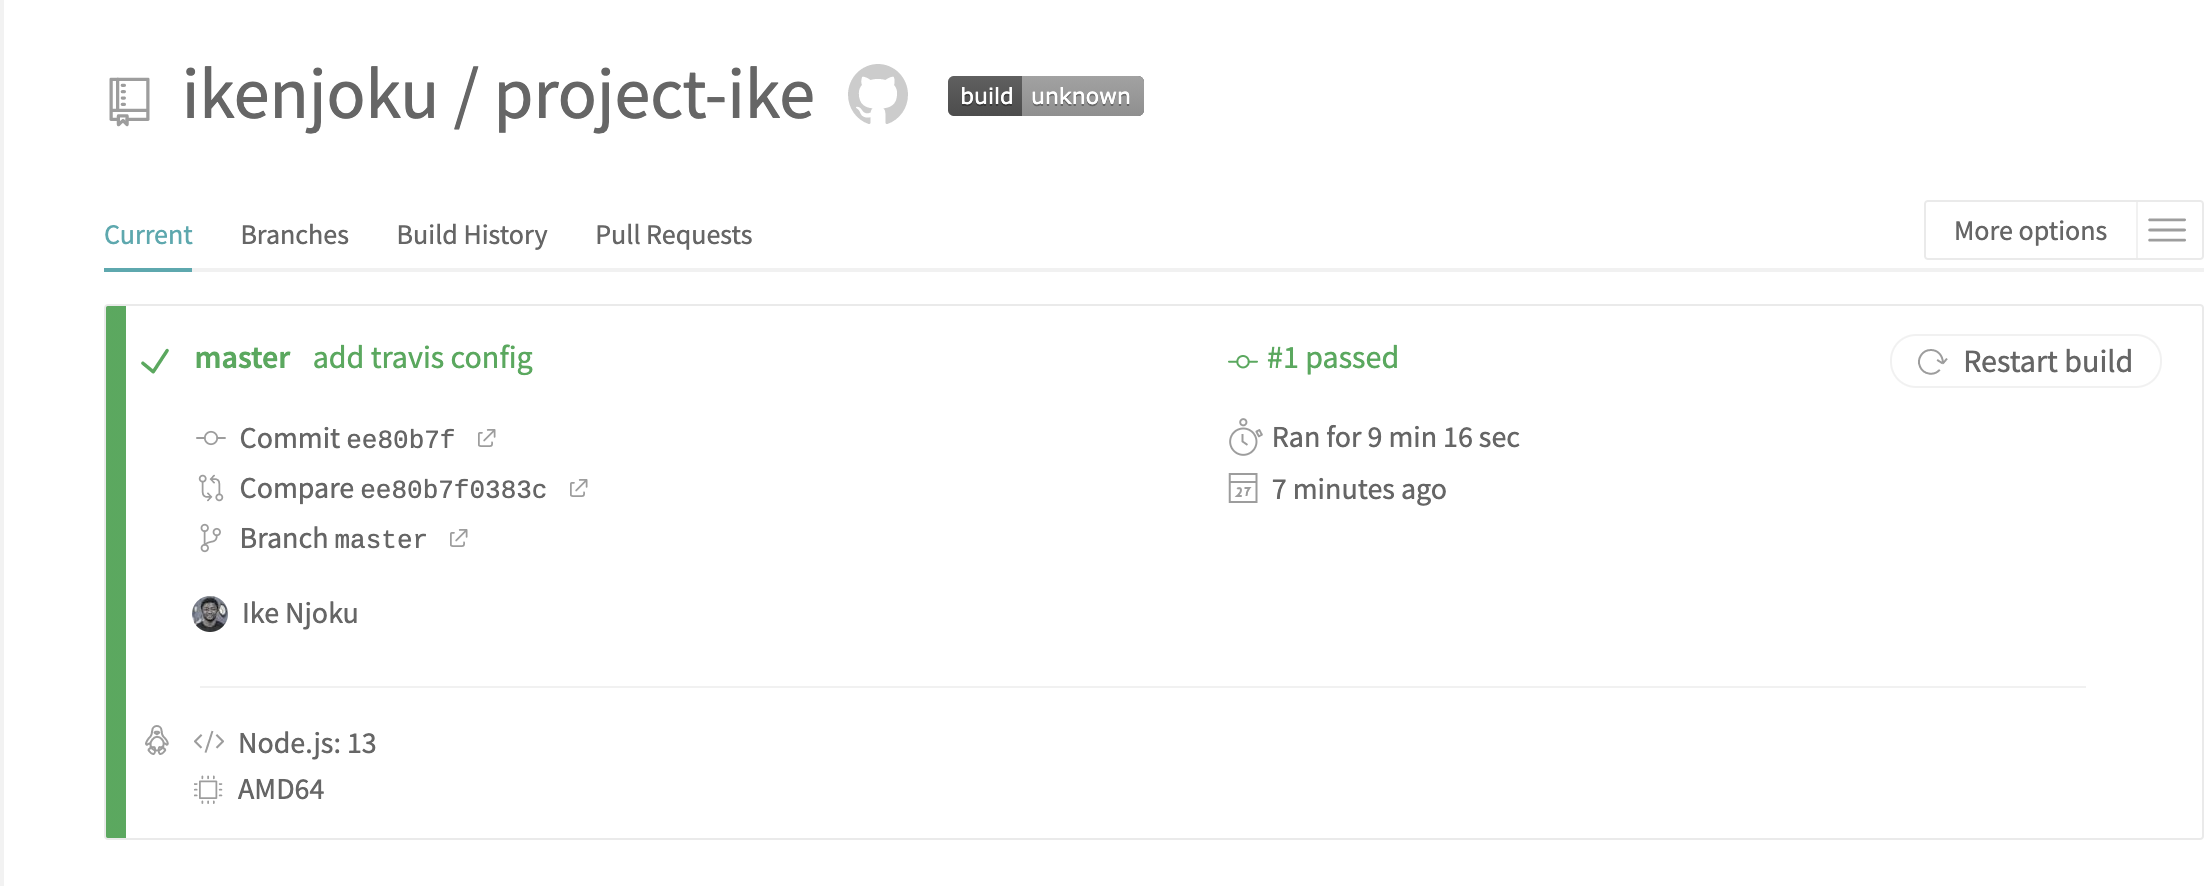 ikenjoku / project-ike
build unknown
Current Branches Build History Pull Requests
More options
master add travis config
#1 passed
Restart build
Commit ee80b7f
Ran for 9 min 16 sec
Compare ee80b7f0383c
27 7 minutes ago
Branch master
Ike Njoku
</> Node.js: 13
AMD64